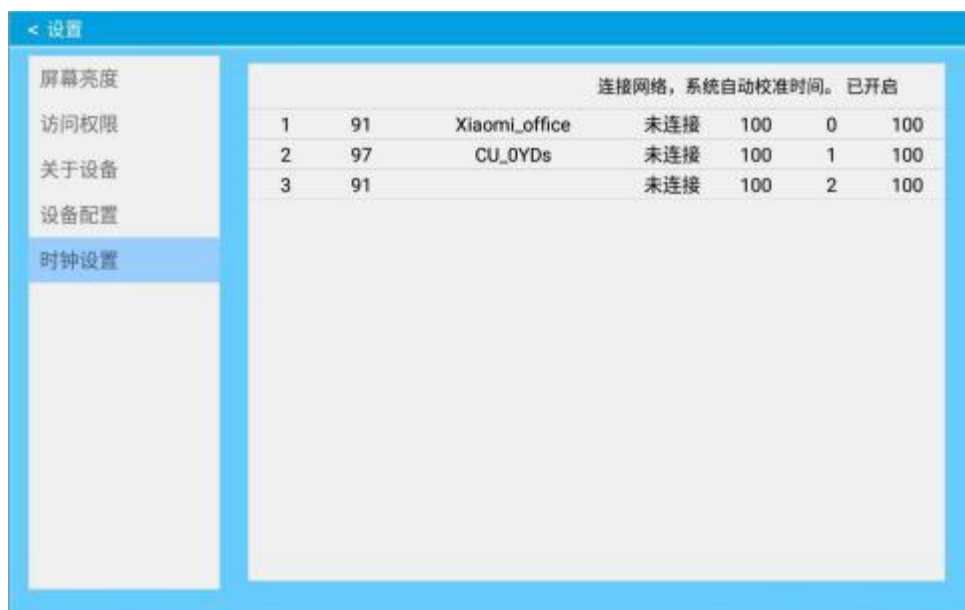 < 设置
屏幕亮度
访问权限
关于设备
设备配置
时钟设置
连接网络，系统自动校准时间。 已开启
1 91 Xiaomi_office 未连接 100 0 100
2 97 CU_0YDs 未连接 100 1 100
3 91 未连接 100 2 100